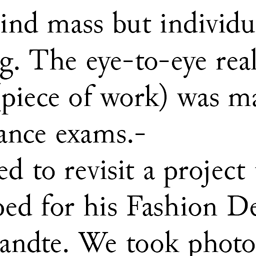 ind mass but individu
g. The eye-to-eye real
(piece of work) was ma
ance exams.-
ed to revisit a project
ped for his Fashion De
andte. We took photo